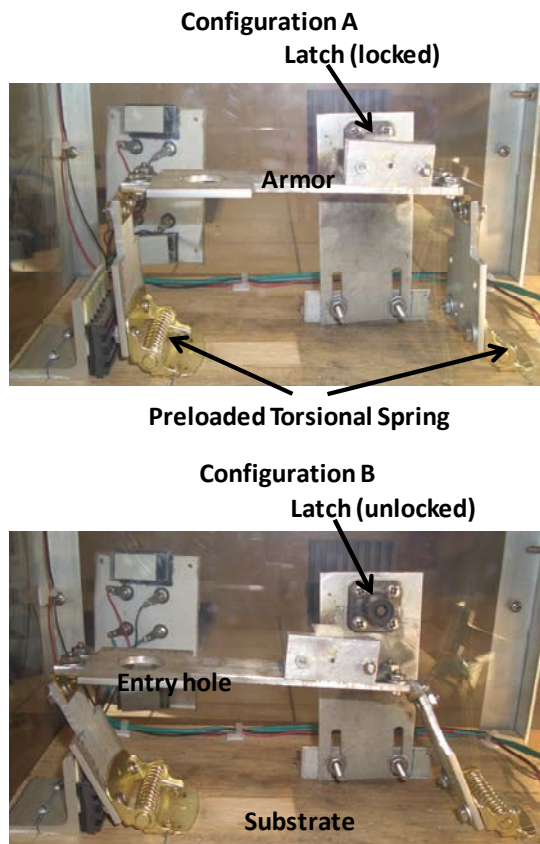 Configuration A
Latch (locked)
Armor
Preloaded Torsional Spring
Configuration B
Latch (unlocked)
Entry hole
Substrate